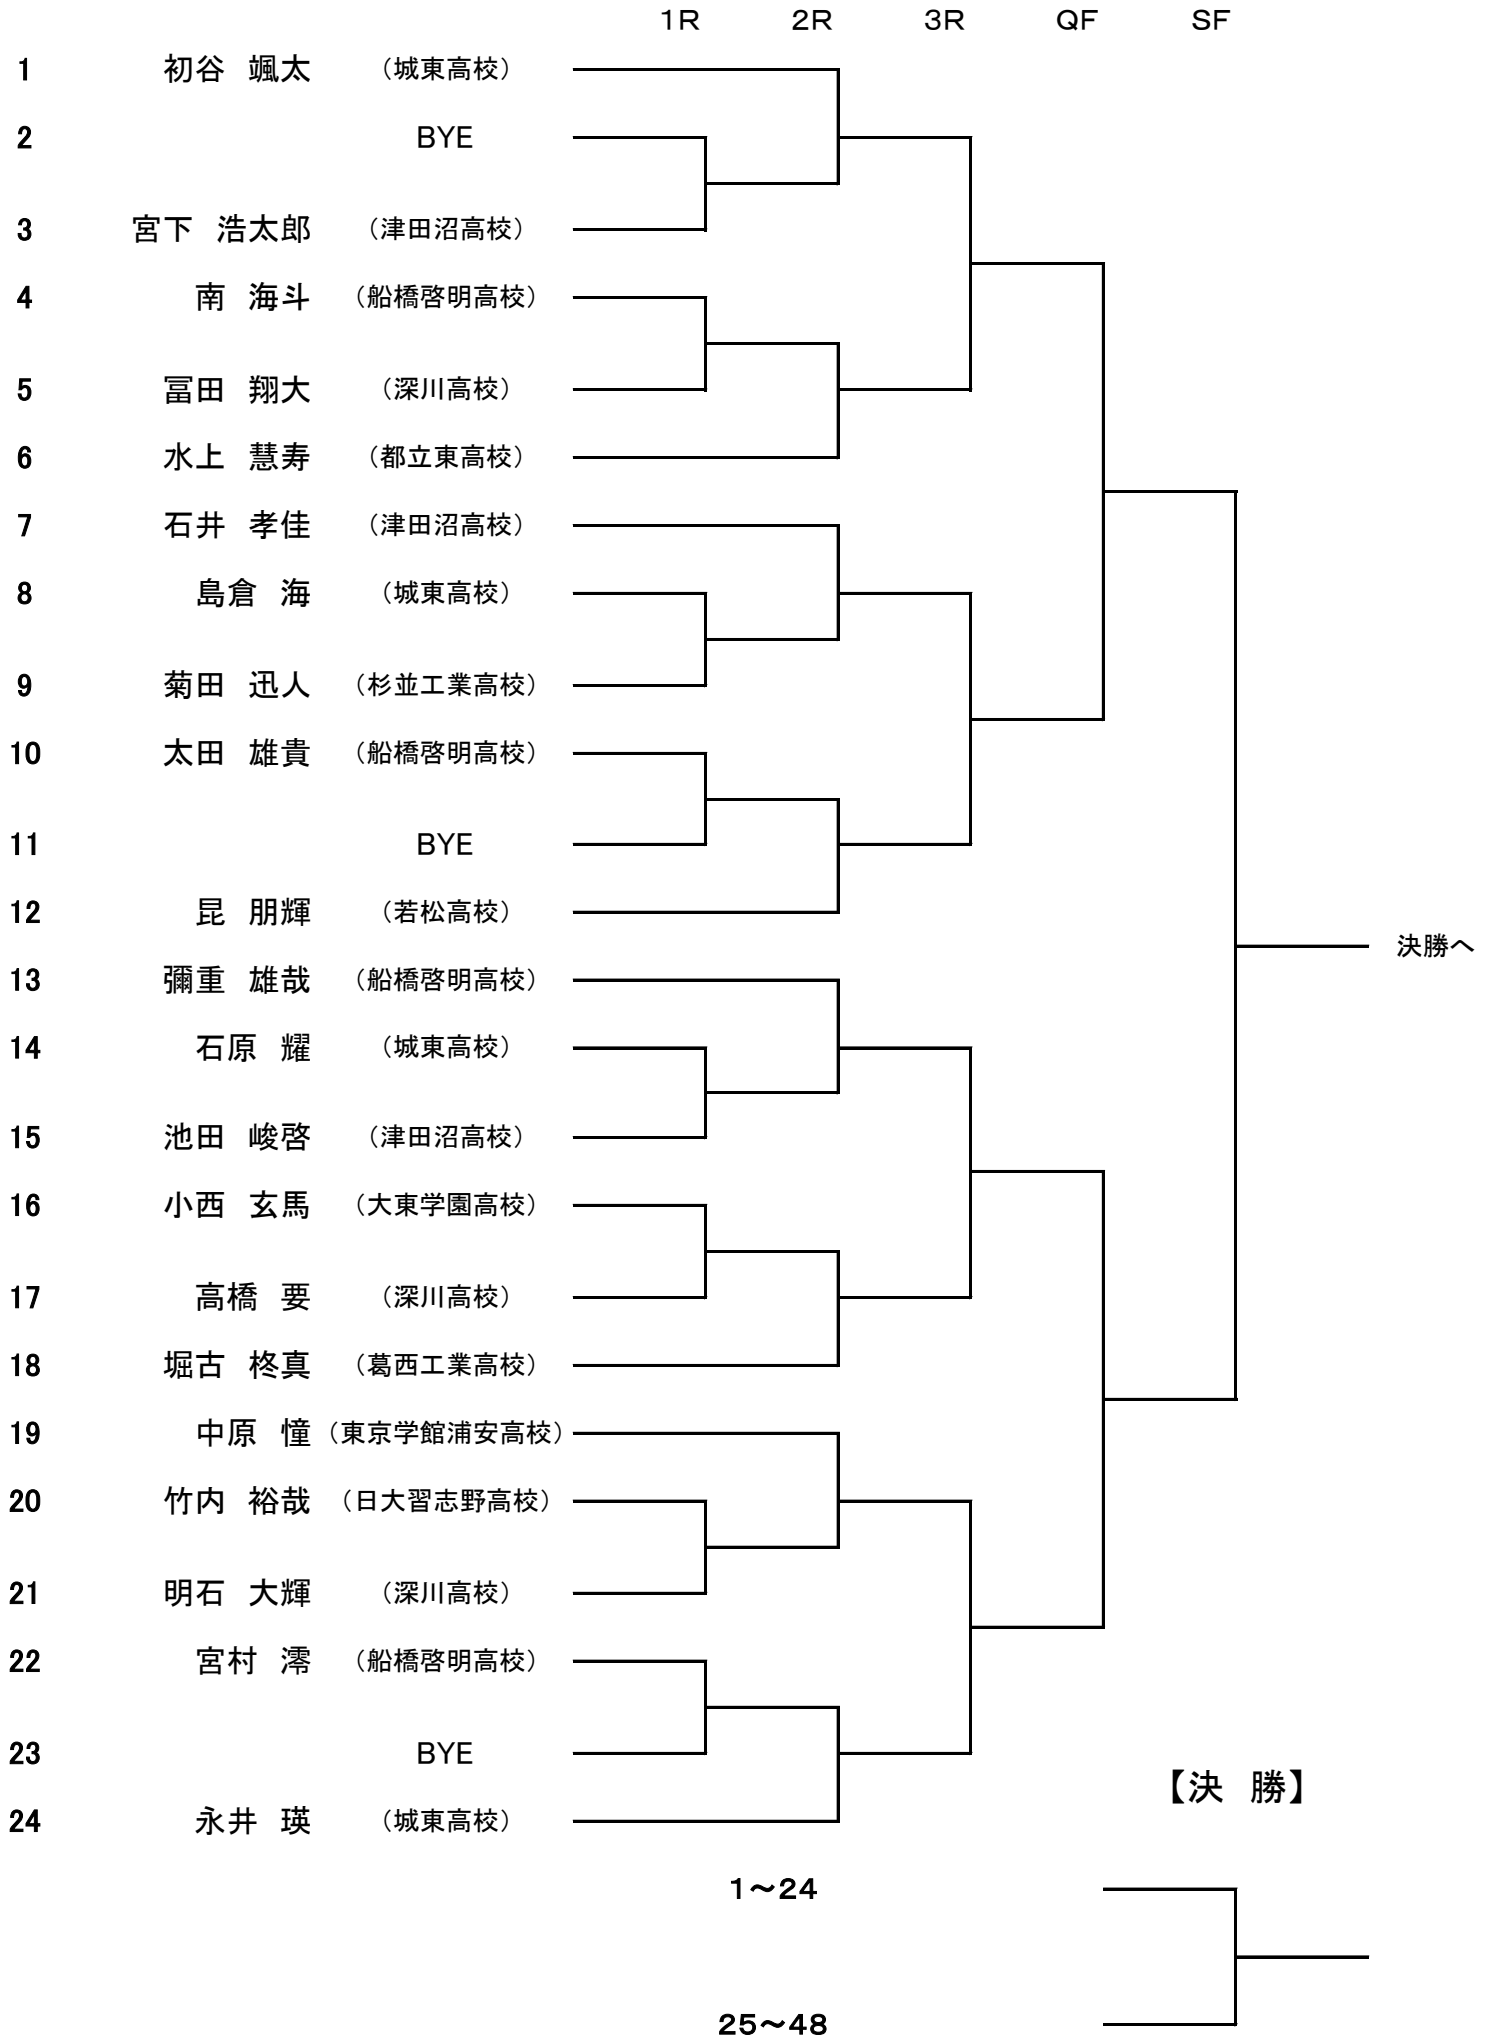 1R 2R 3R QF SF
1 初谷 颯太 （城東高校）
2 BYE
3 宮下 浩太郎 （津田沼高校）
4 南 海斗 （船橋啓明高校）
5 冨田 翔大 （深川高校）
6 水上 慧寿 （都立東高校）
7 石井 孝佳 （津田沼高校）
8 島倉 海 （城東高校）
9 菊田 迅人 （杉並工業高校）
10 太田 雄貴 （船橋啓明高校）
11 BYE
12 昆 朋輝 （若松高校）
決勝へ
13 彌重 雄哉 （船橋啓明高校）
14 石原 耀 （城東高校）
15 池田 峻啓 （津田沼高校）
16 小西 玄馬 （大東学園高校）
17 高橋 要 （深川高校）
18 堀古 柊真 （葛西工業高校）
19 中原 憧 （東京学館浦安高校）
20 竹内 裕哉 （日大習志野高校）
21 明石 大輝 （深川高校）
22 宮村 澪 （船橋啓明高校）
23 BYE
【決 勝】
24 永井 瑛 （城東高校）
1～24
25～48